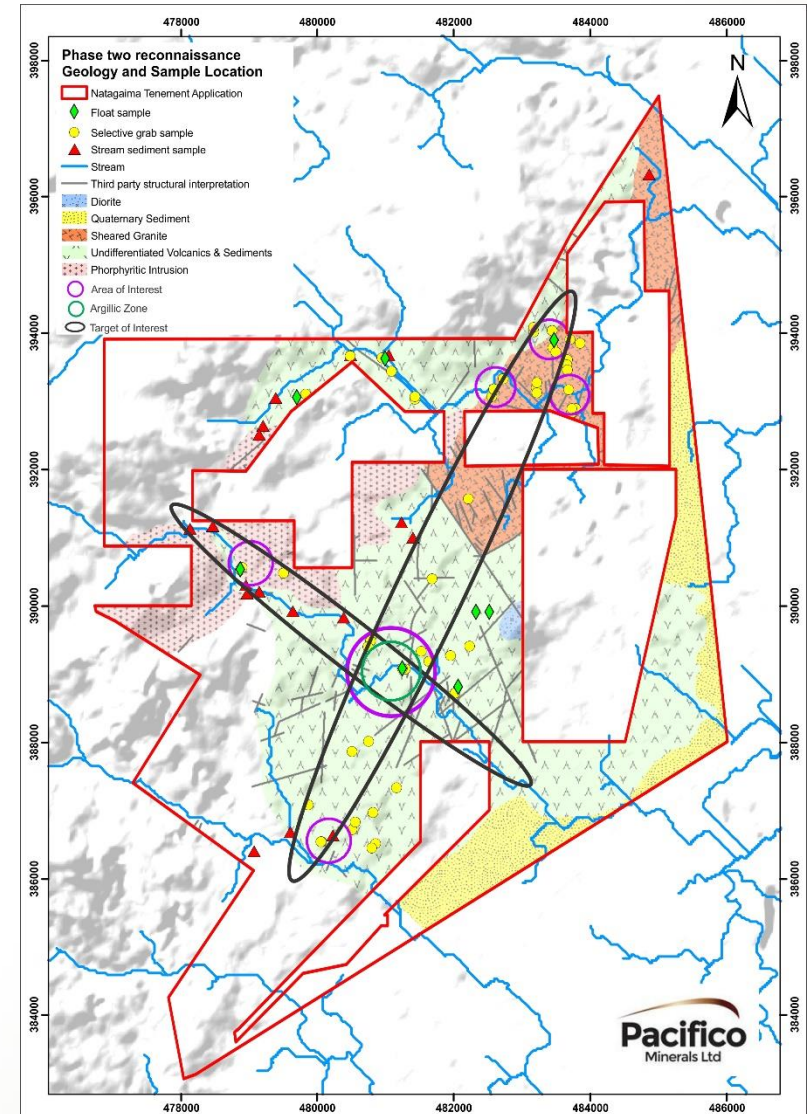 478000 480000 482000 484000 486000
Phase two reconnaissance
Geology and Sample Location
Natagaima Tenement Application
Float sample
Selective grab sample
Stream sediment sample
Stream
Third party structural interpretation
Diorite
Quaternary Sediment
Sheared Granite
Undifferentiated Volcanics & Sediments
Phorphyritic Intrusion
Area of Interest
Argillic Zone
Target of Interest
N
398000 398000
396000 396000
394000 394000
392000 392000
390000 390000
388000 388000
386000 386000
384000 384000
Pacifico
Minerals Ltd
478000 480000 482000 484000 486000